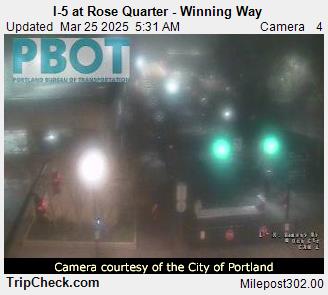 I-5 at Rose Quarter - Winning Way
Updated Mar 25 2025 5:31 AM Camera 4
PBOT
PORTLAND BUREAU OF TRANSPORTATION
Camera courtesy of the City of Portland
TripCheck.com Milepost302.00